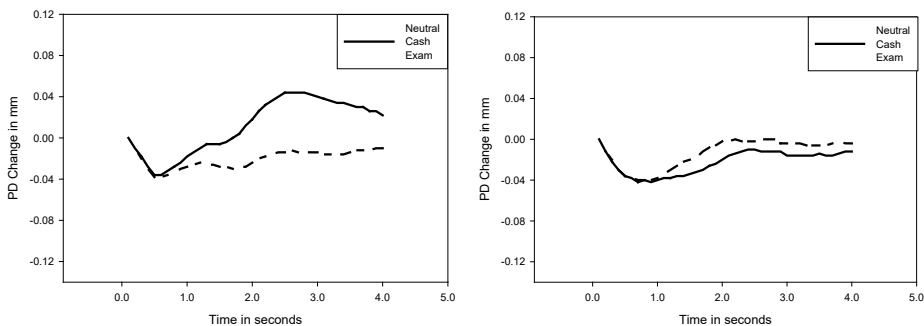 0.12
0.08
0.04
0.00
-0.04
-0.08
-0.12
PD Change in mm
0.0 1.0 2.0 3.0 4.0 5.0
Time in seconds
Neutral
Cash
Exam
0.12
0.08
0.04
0.00
-0.04
-0.08
-0.12
PD Change in mm
0.0 1.0 2.0 3.0 4.0 5.0
Time in seconds
Neutral
Cash
Exam